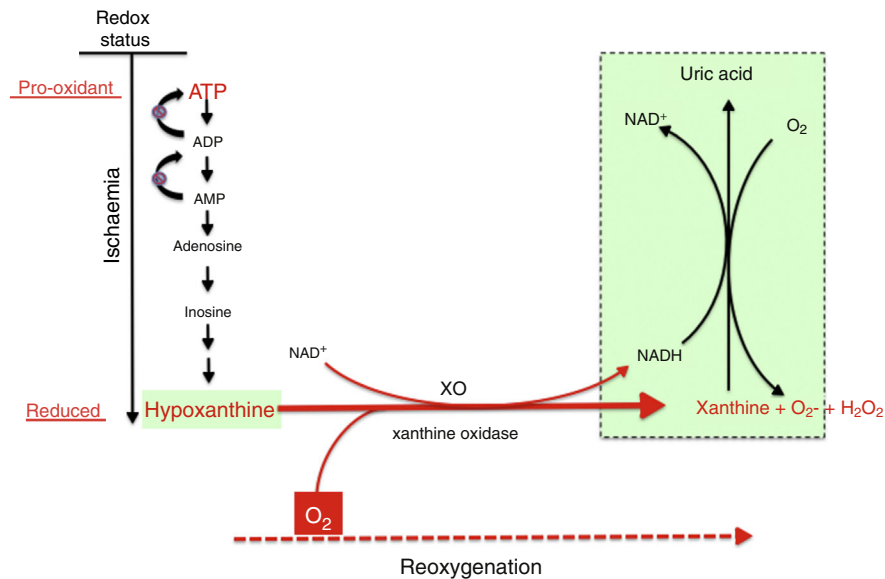 Redox
status
Pro-oxidant
ATP
ADP
AMP
Adenosine
Inosine
Ischaemia
Reduced
Hypoxanthine
NAD⁺
XO
xanthine oxidase
O₂
Reoxygenation
Uric acid
NAD⁺
O₂
NADH
Xanthine + O₂- + H₂O₂